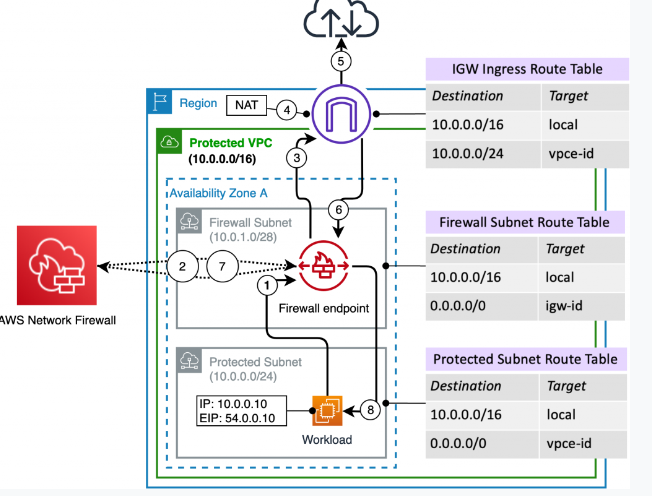 5
IGW Ingress Route Table
Destination Target
10.0.0.0/16 local
10.0.0.0/24 vpce-id
Region
NAT
4
Protected VPC
(10.0.0.0/16)
3
Availability Zone A
6
Firewall Subnet
(10.0.1.0/28)
Firewall Subnet Route Table
Destination Target
10.0.0.0/16 local
0.0.0.0/0 igw-id
2
7
1
Firewall endpoint
AWS Network Firewall
Protected Subnet
(10.0.0.0/24)
Protected Subnet Route Table
Destination Target
10.0.0.0/16 local
0.0.0.0/0 vpce-id
IP: 10.0.0.10
EIP: 54.0.0.10
8
Workload